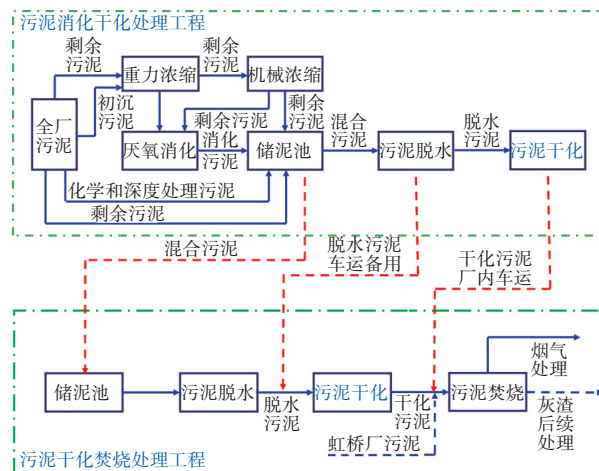 污泥消化干化处理工程
剩余
污泥
剩余
污泥
重力浓缩
机械浓缩
全厂
污泥
初沉
污泥
剩余污泥
剩余
污泥
厌氧消化
消化
污泥
储泥池
混合
污泥
污泥脱水
脱水
污泥
污泥干化
化学和深度处理污泥
剩余污泥
混合污泥
脱水污泥
车运备用
干化污泥
厂内车运
储泥池
污泥脱水
脱水
污泥
污泥干化
干化
污泥
污泥焚烧
烟气
处理
灰渣
后续
处理
虹桥厂污泥
污泥干化焚烧处理工程